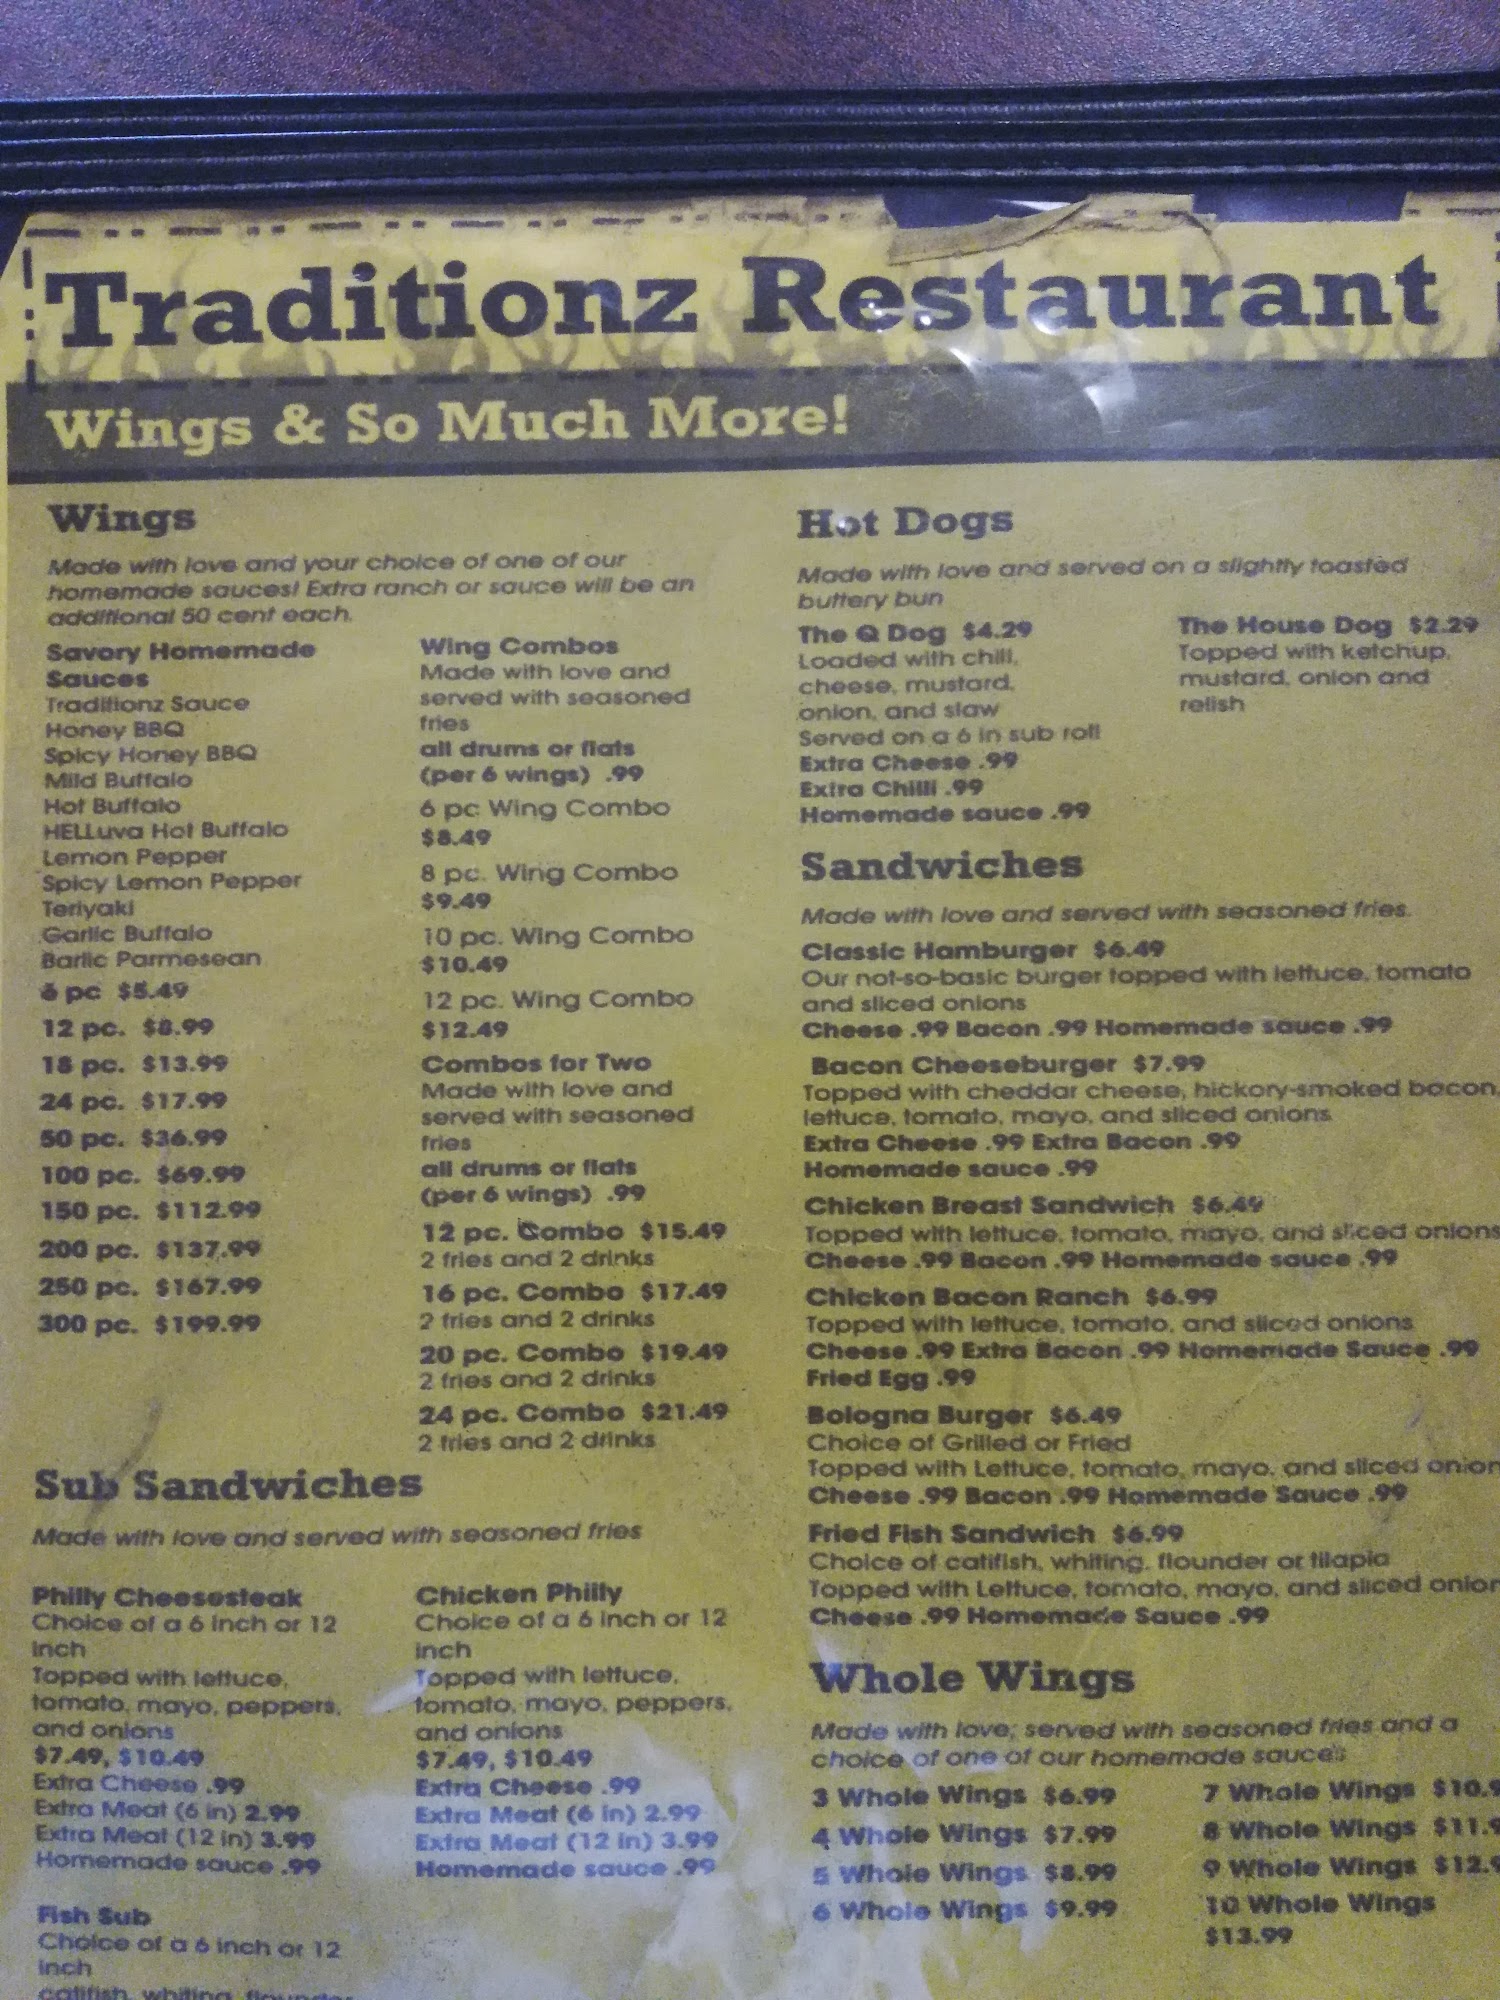 Traditionz Restaurant
Wings & So Much More!
Wings
Made with love and your choice of one of our
homemade sauces! Extra ranch or sauce will be an
additional 50 cent each.
Savory Homemade
Sauces
Traditionz Sauce
Honey BBQ
Spicy Honey BBQ
Mild Buffalo
Hot Buffalo
HELLuva Hot Buffalo
Lemon Pepper
Spicy Lemon Pepper
Teriyaki
Garlic Buffalo
Barlic Parmesean
6 pc $5.49
12 pc. $8.99
18 pc. $13.99
24 pc. $17.99
50 pc. $36.99
100 pc. $69.99
150 pc. $112.99
200 pc. $137.99
250 pc. $167.99
300 pc. $199.99
Wing Combos
Made with love and
served with seasoned
fries
all drums or flats
(per 6 wings) .99
6 pc Wing Combo
$8.49
8 pc. Wing Combo
$9.49
10 pc. Wing Combo
$10.49
12 pc. Wing Combo
$12.49
Combos for Two
Made with love and
served with seasoned
fries
all drums or flats
(per 6 wings) .99
12 pc. Combo $15.49
2 fries and 2 drinks
16 pc. Combo $17.49
2 fries and 2 drinks
20 pc. Combo $19.49
2 fries and 2 drinks
24 pc. Combo $21.49
2 fries and 2 drinks
Sub Sandwiches
Made with love and served with seasoned fries
Philly Cheesesteak
Choice of a 6 inch or 12
inch
Topped with lettuce,
tomato, mayo, peppers,
and onions
$7.49, $10.49
Extra Cheese .99
Extra Meat (6 in) 2.99
Extra Meat (12 in) 3.99
Homemade sauce .99
Fish Sub
Choice of a 6 inch or 12
inch
catifish, whiting, flounder
Chicken Philly
Choice of a 6 inch or 12
inch
Topped with lettuce,
tomato, mayo, peppers,
and onions
$7.49, $10.49
Extra Cheese .99
Extra Meat (6 in) 2.99
Extra Meat (12 in) 3.99
Homemade sauce .99
Hot Dogs
Made with love and served on a slightly toasted
buttery bun
The Q Dog $4.29
Loaded with chili,
cheese, mustard,
onion, and slaw
Served on a 6 in sub roll
Extra Cheese .99
Extra Chilli .99
Homemade sauce .99
The House Dog $2.29
Topped with ketchup,
mustard, onion and
relish
Sandwiches
Made with love and served with seasoned fries.
Classic Hamburger $6.49
Our not-so-basic burger topped with lettuce, tomato
and sliced onions
Cheese .99 Bacon .99 Homemade sauce .99
Bacon Cheeseburger $7.99
Topped with cheddar cheese, hickory-smoked bacon,
lettuce, tomato, mayo, and sliced onions
Extra Cheese .99 Extra Bacon .99
Homemade sauce .99
Chicken Breast Sandwich $6.49
Topped with lettuce, tomato, mayo, and sliced onions
Cheese .99 Bacon .99 Homemade sauce .99
Chicken Bacon Ranch $6.99
Topped with lettuce, tomato, and sliced onions
Cheese .99 Extra Bacon .99 Homemade Sauce .99
Fried Egg .99
Bologna Burger $6.49
Choice of Grilled or Fried
Topped with Lettuce, tomato, mayo, and sliced onion
Cheese .99 Bacon .99 Homemade Sauce .99
Fried Fish Sandwich $6.99
Choice of catifish, whiting, flounder or tilapia
Topped with Lettuce, tomato, mayo, and sliced onion
Cheese .99 Homemade Sauce .99
Whole Wings
Made with love, served with seasoned fries and a
choice of one of our homemade sauces
3 Whole Wings $6.99
4 Whole Wings $7.99
5 Whole Wings $8.99
6 Whole Wings $9.99
7 Whole Wings $10.9
8 Whole Wings $11.9
9 Whole Wings $12.9
10 Whole Wings
$13.99